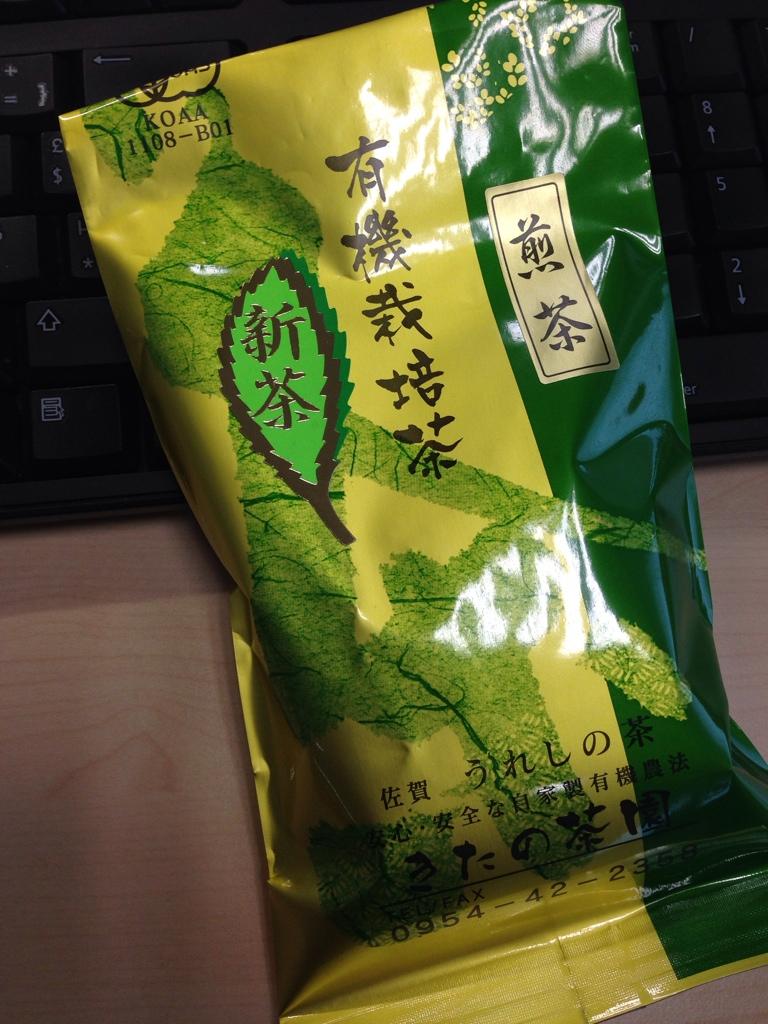 KOAA
1108-B01
有機栽培茶
煎茶
新茶
佐賀 うれしの茶
安心・安全な自家製有機農法
きたの茶園
TEL/FAX
0954-42-2358